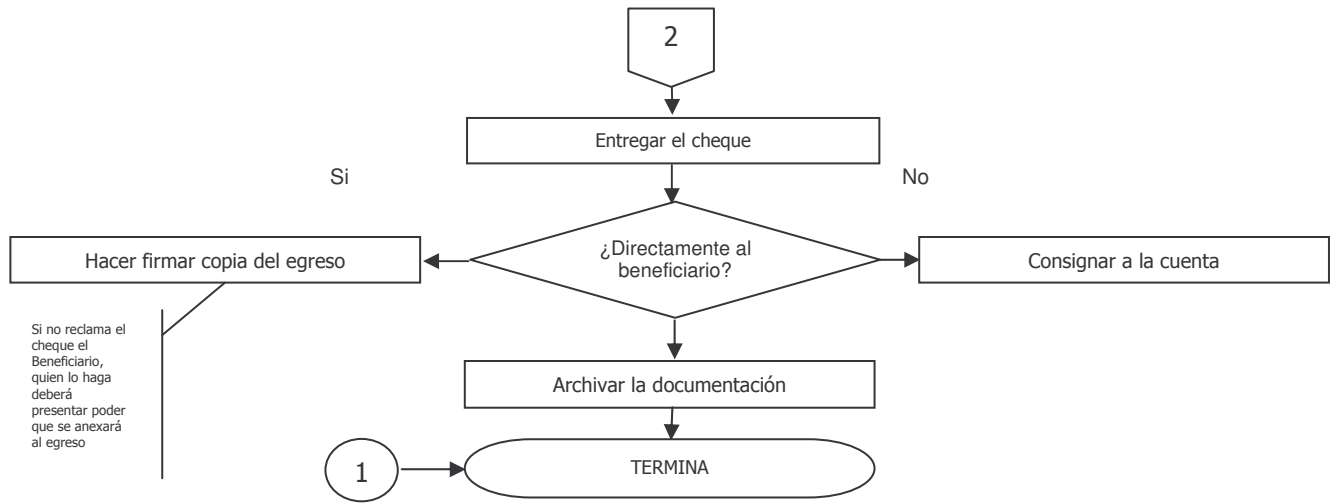 2
Entregar el cheque
Si
No
¿Directamente al
beneficiario?
Hacer firmar copia del egreso
Consignar a la cuenta
Si no reclama el
cheque el
Beneficiario,
quien lo haga
deberá
presentar poder
que se anexará
al egreso
Archivar la documentación
1
TERMINA